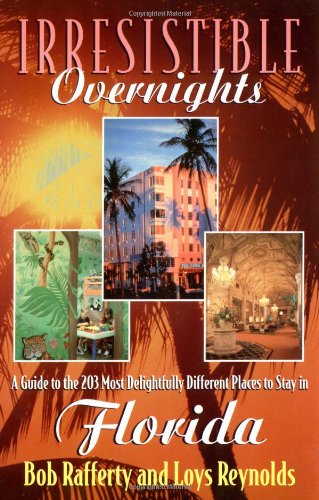 IRRESISTIBLE
Overnights
A Guide to the 203 Most Delightfully Different Places to Stay in
Florida
Bob Rafferty and Loys Reynolds